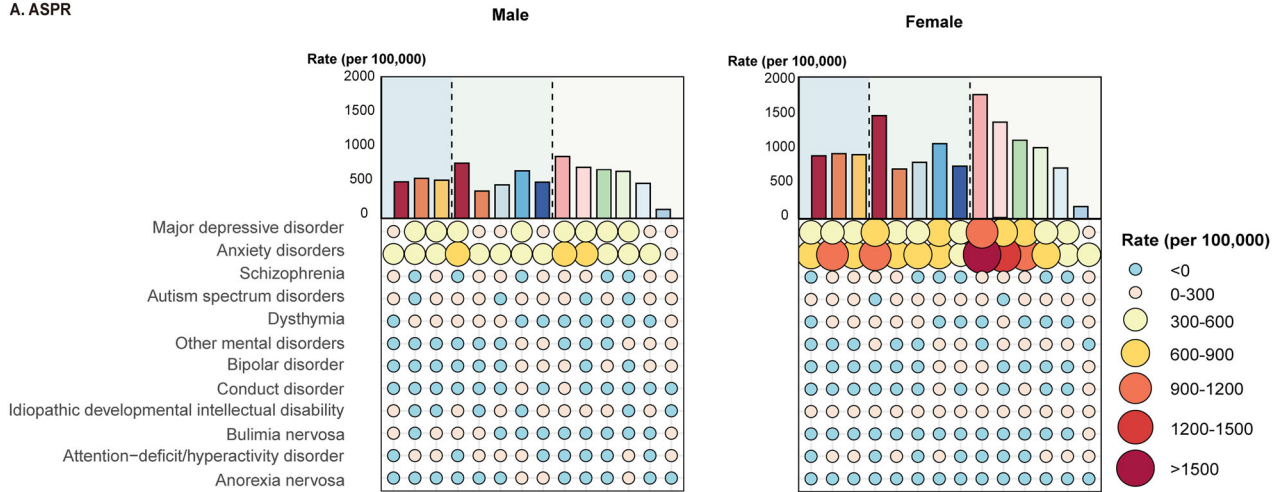 A. ASPR
Male
Female
Rate (per 100,000)
Rate (per 100,000)
2000
1500
1000
500
0
2000
1500
1000
500
0
Major depressive disorder
Anxiety disorders
Schizophrenia
Autism spectrum disorders
Dysthymia
Other mental disorders
Bipolar disorder
Conduct disorder
Idiopathic developmental intellectual disability
Bulimia nervosa
Attention−deficit/hyperactivity disorder
Anorexia nervosa
Rate (per 100,000)
<0
0-300
300-600
600-900
900-1200
1200-1500
>1500